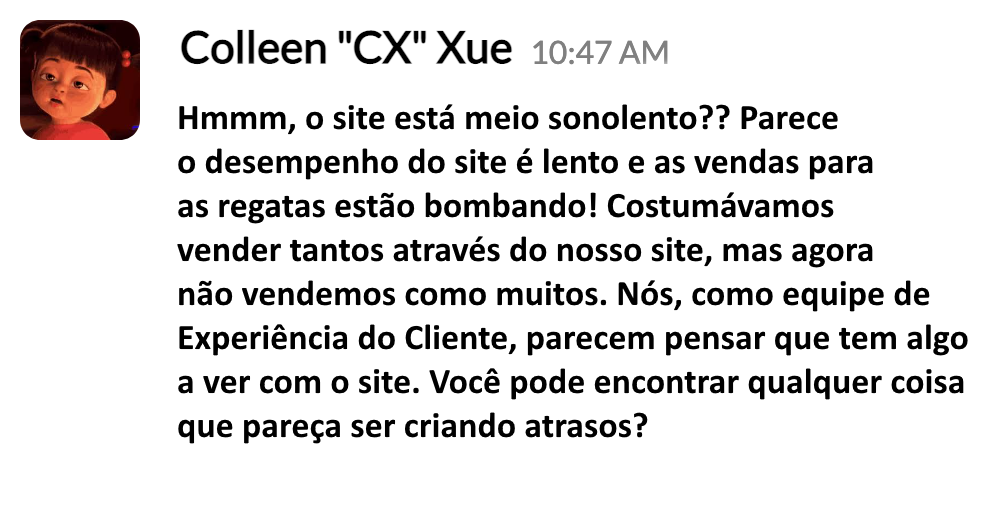 Colleen "CX" Xue 10:47 AM
Hmmm, o site está meio sonolento?? Parece
o desempenho do site é lento e as vendas para
as regatas estão bombando! Costumávamos
vender tantos através do nosso site, mas agora
não vendemos como muitos. Nós, como equipe de
Experiência do Cliente, parecem pensar que tem algo
a ver com o site. Você pode encontrar qualquer coisa
que pareça ser criando atrasos?